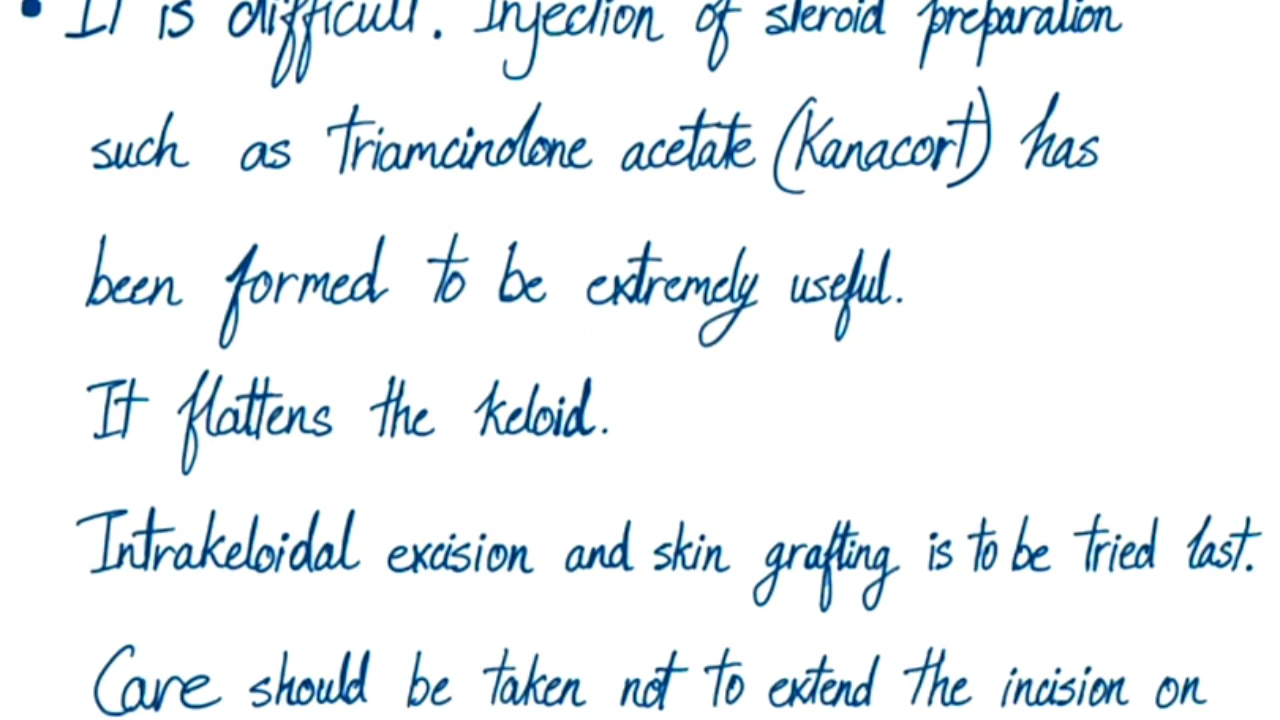 • It is difficult. Injection of steroid preparation
such as Triamcinolone acetate (Kanacort) has
been formed to be extremely useful.
It flattens the keloid.
Intrakeloidal excision and skin grafting is to be tried last.
Care should be taken not to extend the incision on